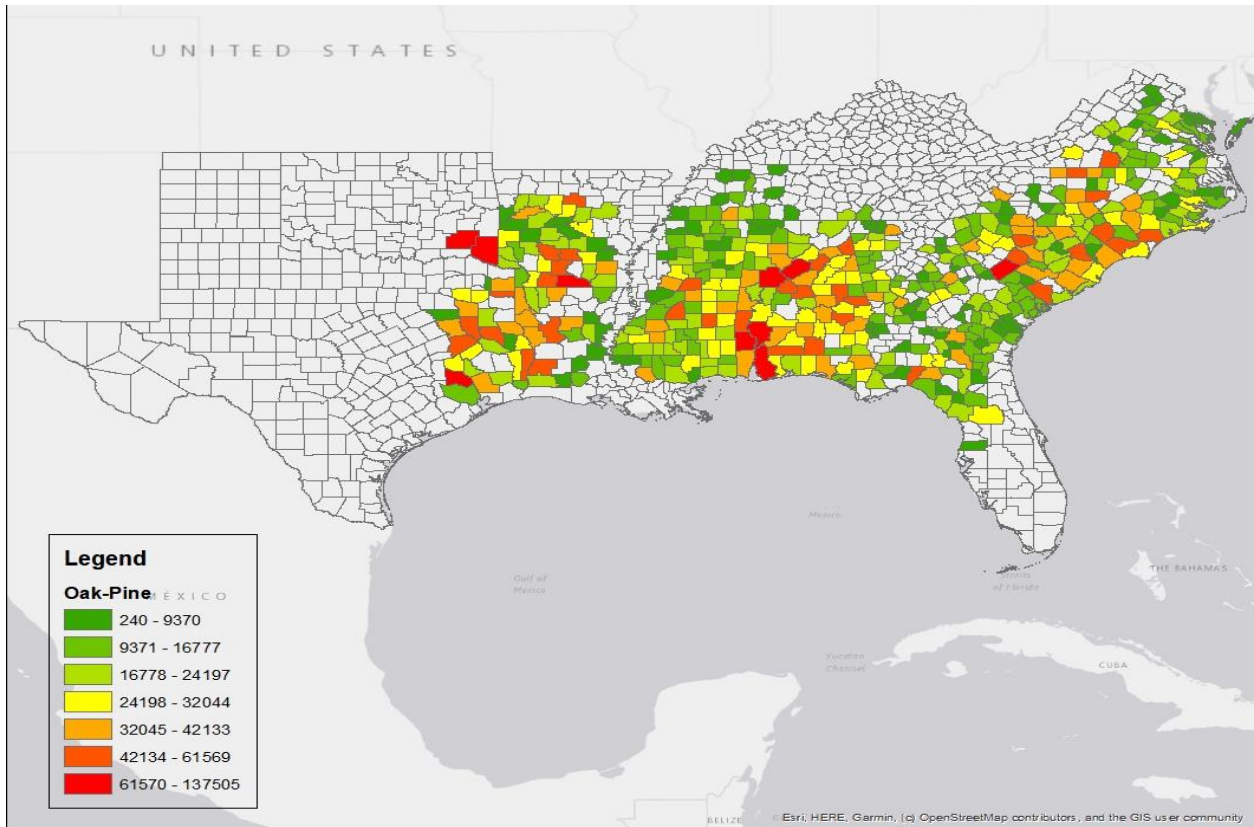 UNITED STATES
Mexico
Gulf of
Mexico
Straits
of Florida
THE BAHAMAS
Legend
Oak-Pine
MÉXICO
240 - 9370
9371 - 16777
16778 - 24197
24198 - 32044
32045 - 42133
42134 - 61569
61570 - 137505
Yucatan
Channel
CUBA
BELIZE
Esri, HERE, Garmin, (c) OpenStreetMap contributors, and the GIS user community